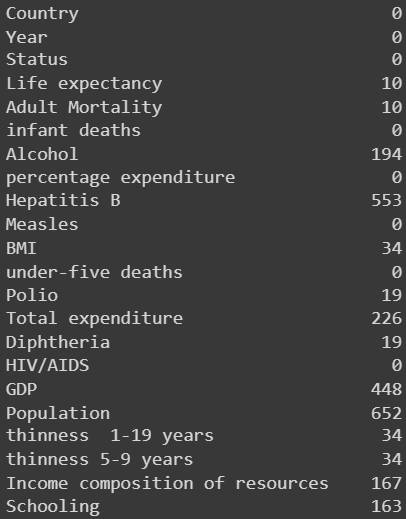 Country 0
Year 0
Status 0
Life expectancy 10
Adult Mortality 10
infant deaths 0
Alcohol 194
percentage expenditure 0
Hepatitis B 553
Measles 0
BMI 34
under-five deaths 0
Polio 19
Total expenditure 226
Diphtheria 19
HIV/AIDS 0
GDP 448
Population 652
thinness  1-19 years 34
thinness 5-9 years 34
Income composition of resources 167
Schooling 163